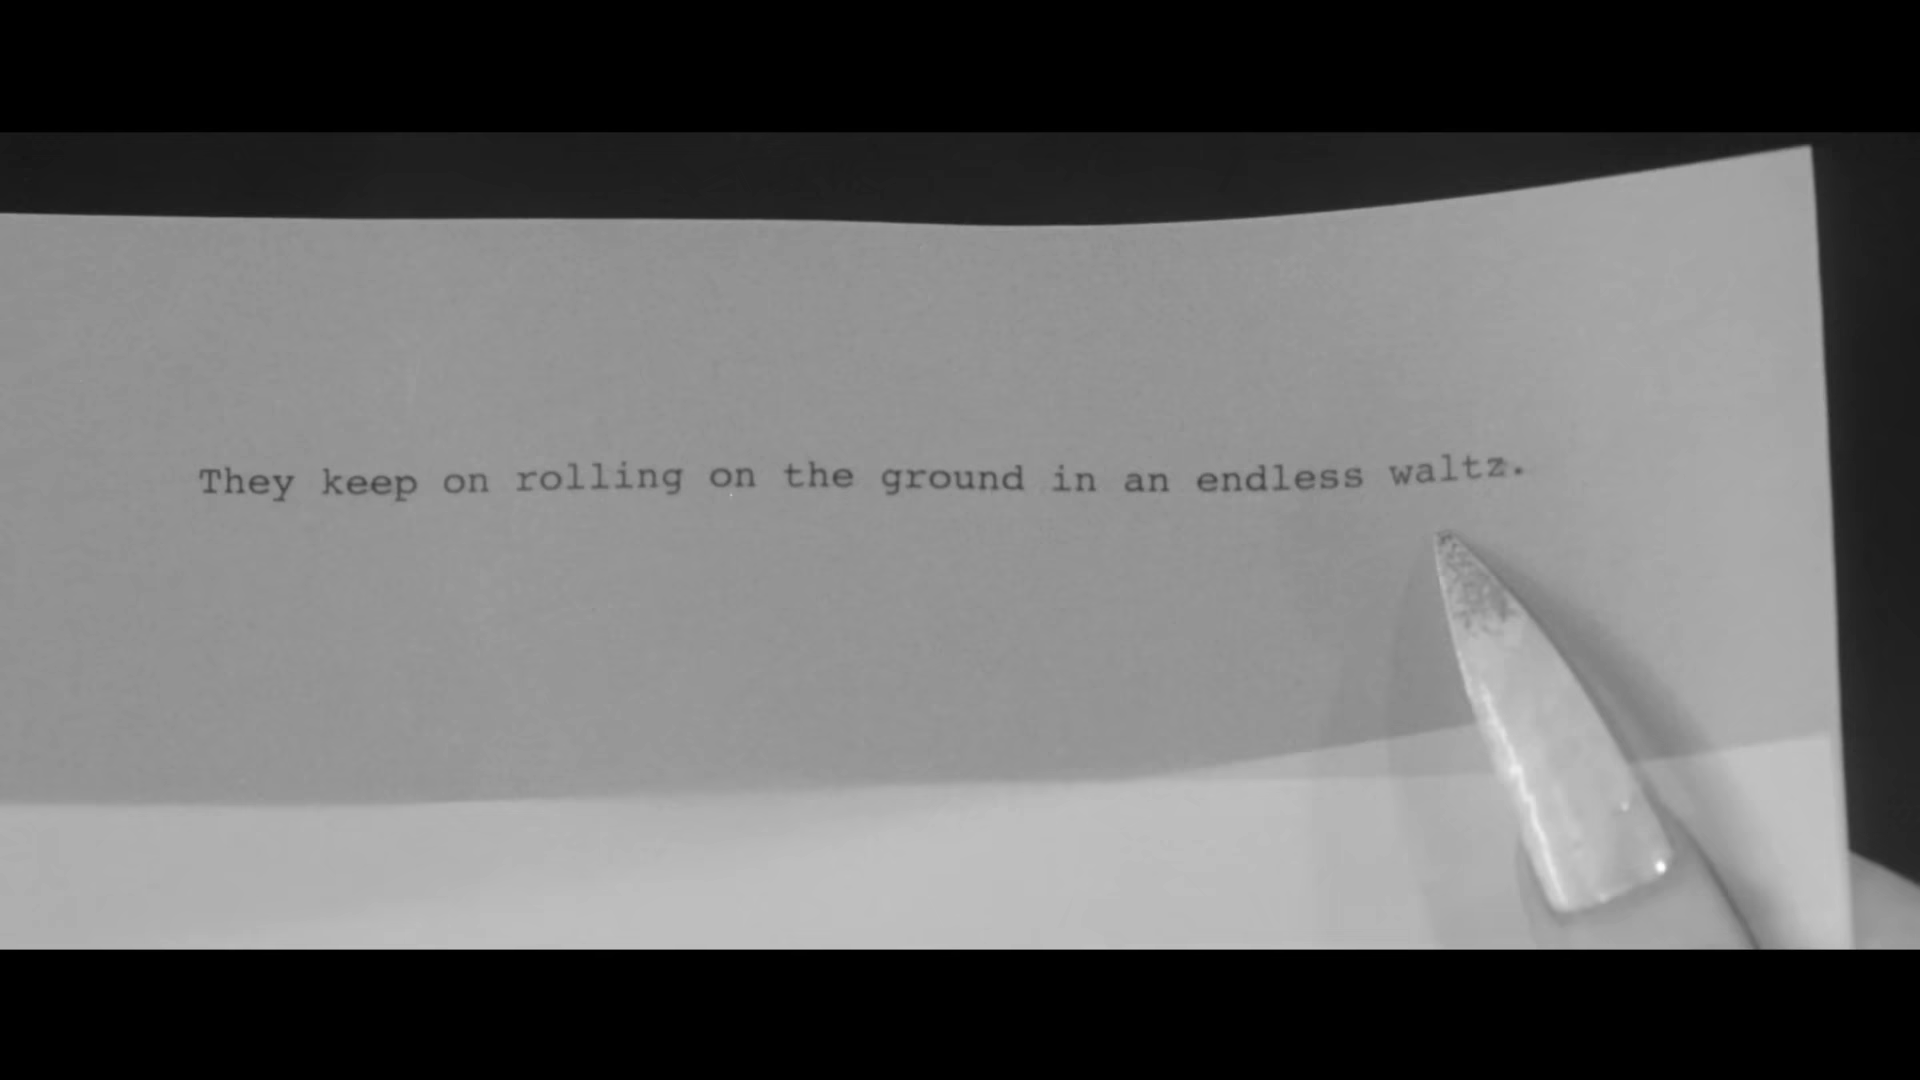 They keep on rolling on the ground in an endless waltz.